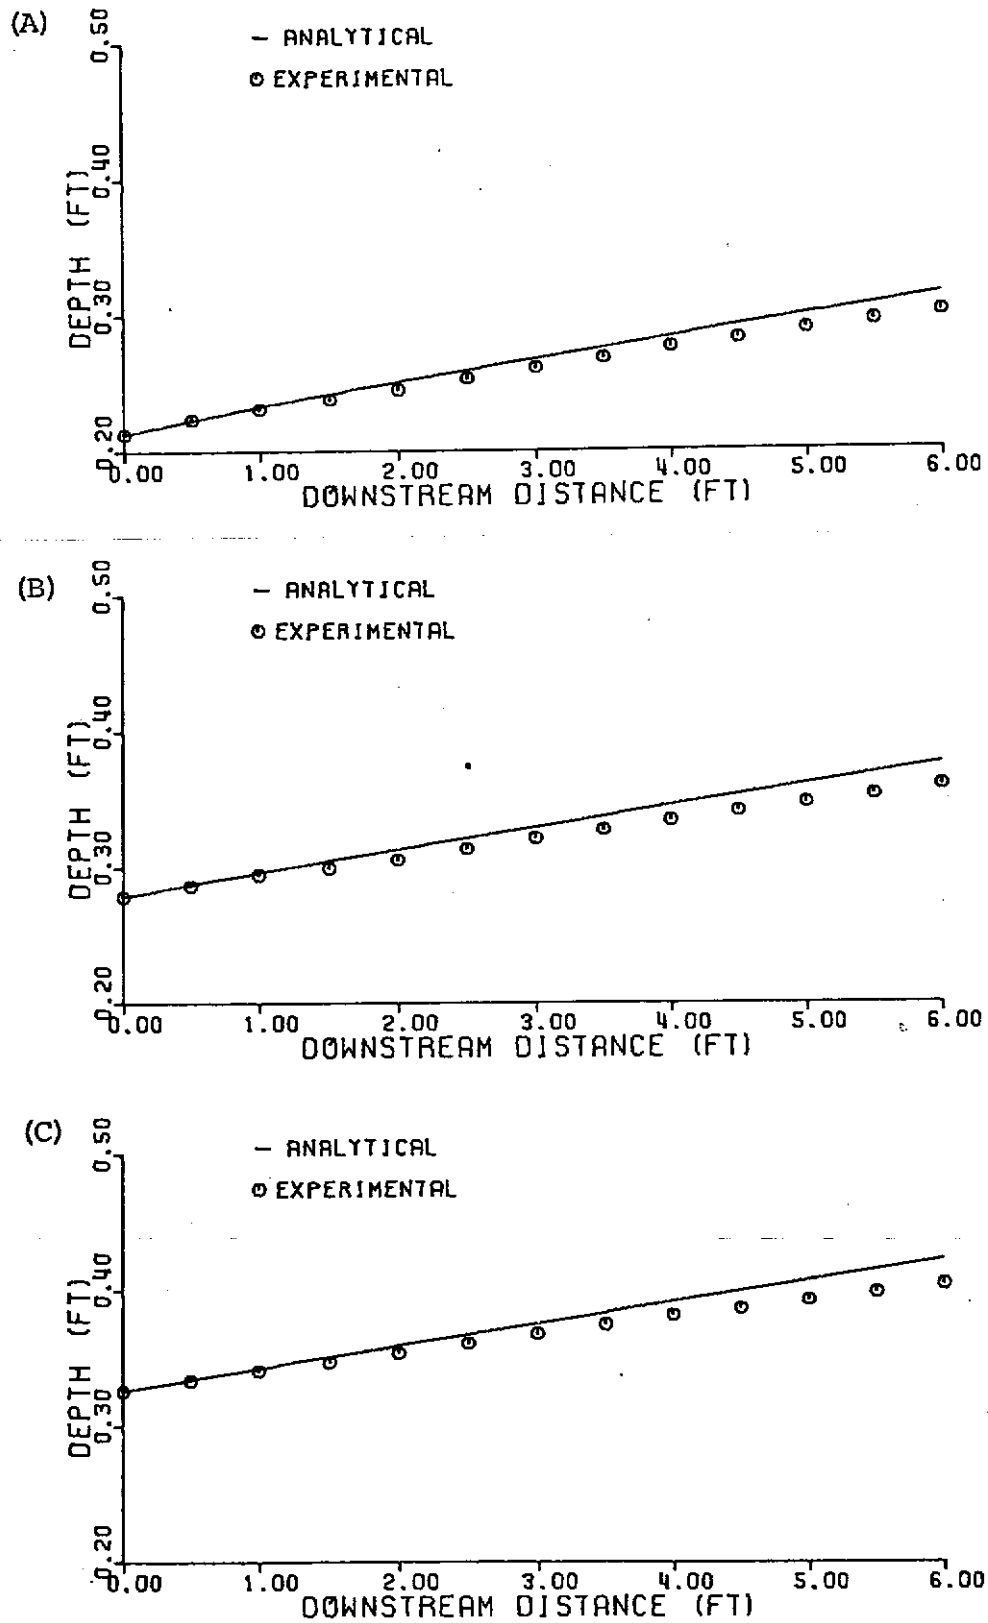 (A)
— ANALYTICAL
⊙ EXPERIMENTAL
DEPTH (FT)
0.50
0.40
0.30
0.20
0.00 1.00 2.00 3.00 4.00 5.00 6.00
DOWNSTREAM DISTANCE (FT)
(B)
— ANALYTICAL
⊙ EXPERIMENTAL
DEPTH (FT)
0.50
0.40
0.30
0.20
0.00 1.00 2.00 3.00 4.00 5.00 6.00
DOWNSTREAM DISTANCE (FT)
(C)
— ANALYTICAL
⊙ EXPERIMENTAL
DEPTH (FT)
0.50
0.40
0.30
0.20
0.00 1.00 2.00 3.00 4.00 5.00 6.00
DOWNSTREAM DISTANCE (FT)